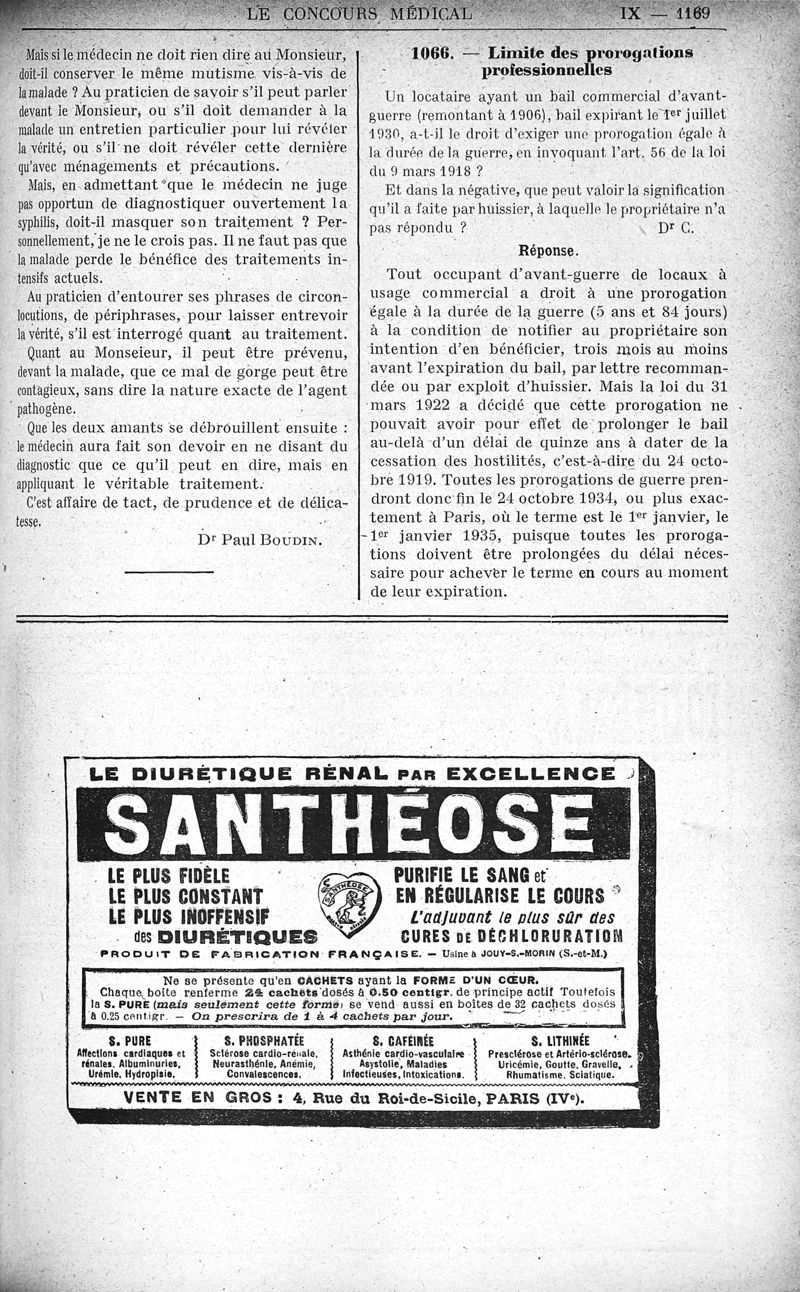 LE CONCOURS MÉDICAL
IX — 1169
Mais si le médecin ne doit rien dire au Monsieur,
doit-il conserver le même mutisme vis-à-vis de
la malade ? Au praticien de savoir s'il peut parler
devant le Monsieur, ou s'il doit demander à la
malade un entretien particulier pour lui révéler
la vérité, ou s'il ne doit révéler cette dernière
qu'avec ménagements et précautions.
Mais, en admettant que le médecin ne juge
pas opportun de diagnostiquer ouvertement la
syphilis, doit-il masquer son traitement ? Per-
sonnellement, je ne le crois pas. Il ne faut pas que
la malade perde le bénéfice des traitements in-
tensifs actuels.
Au praticien d'entourer ses phrases de circon-
locutions, de périphrases, pour laisser entrevoir
la vérité, s'il est interrogé quant au traitement.
Quant au Monseieur, il peut être prévenu,
devant la malade, que ce mal de gorge peut être
contagieux, sans dire la nature exacte de l'agent
pathogène.
Que les deux amants se débrouillent ensuite :
le médecin aura fait son devoir en ne disant du
diagnostic que ce qu'il peut en dire, mais en
appliquant le véritable traitement.
C'est affaire de tact, de prudence et de délica-
tesse.
Dr Paul BOUDIN.
1066. — Limite des prorogations
professionnelles
Un locataire ayant un bail commercial d'avant-
guerre (remontant à 1906), bail expirant le 1er juillet
1930, a-t-il le droit d'exiger une prorogation égale à
la durée de la guerre, en invoquant l'art. 56 de la loi
du 9 mars 1918 ?
Et dans la négative, que peut valoir la signification
qu'il a faite par huissier, à laquelle le propriétaire n'a
pas répondu ? Dr C.
Réponse.
Tout occupant d'avant-guerre de locaux à
usage commercial a droit à une prorogation
égale à la durée de la guerre (5 ans et 84 jours)
à la condition de notifier au propriétaire son
intention d'en bénéficier, trois mois au moins
avant l'expiration du bail, par lettre recomman-
dée ou par exploit d'huissier. Mais la loi du 31
mars 1922 a décidé que cette prorogation ne
pouvait avoir pour effet de prolonger le bail
au-delà d'un délai de quinze ans à dater de la
cessation des hostilités, c'est-à-dire du 24 octo-
bre 1919. Toutes les prorogations de guerre pren-
dront donc fin le 24 octobre 1934, ou plus exac-
tement à Paris, où le terme est le 1er janvier, le
1er janvier 1935, puisque toutes les proroga-
tions doivent être prolongées du délai néces-
saire pour achever le terme en cours au moment
de leur expiration.
LE DIURÉTIQUE RÉNAL PAR EXCELLENCE
SANTHÉOSE
LE PLUS FIDÈLE
LE PLUS CONSTANT
LE PLUS INOFFENSIF
des DIURÉTIQUES
SANTHÉOSE
PURIFIE LE SANG et
EN RÉGULARISE LE COURS
L'adjuvant le plus sûr des
CURES DE DÉCHLORURATION
PRODUIT DE FABRICATION FRANÇAISE. — Usine à JOUY-S.-MORIN (S.-et-M.)
Ne se présente qu'en CACHETS ayant la FORME D'UN CŒUR.
Chaque boîte renferme 24 cachets dosés à 0.50 centigr. de principe actif Toutefois
la S. PURE (mais seulement cette forme) se vend aussi en boîtes de 32 cachets dosés
à 0.25 centigr. — On prescrira de 1 à 4 cachets par jour.
S. PURE
Affections cardiaques et
rénales. Albuminuries,
Urémie. Hydropisie.
S. PHOSPHATÉE
Sclérose cardio-rénale,
Neurasthénie, Anémie,
Convalescences.
S. CAFÉINÉE
Asthénie cardio-vasculaire
Asystolie, Maladies
Infectieuses, Intoxications.
S. LITHINÉE
Presclérose et Artério-sclérose.
Uricémie, Goutte, Gravelle,
Rhumatisme. Sciatique.
VENTE EN GROS : 4, Rue du Roi-de-Sicile, PARIS (IVe).